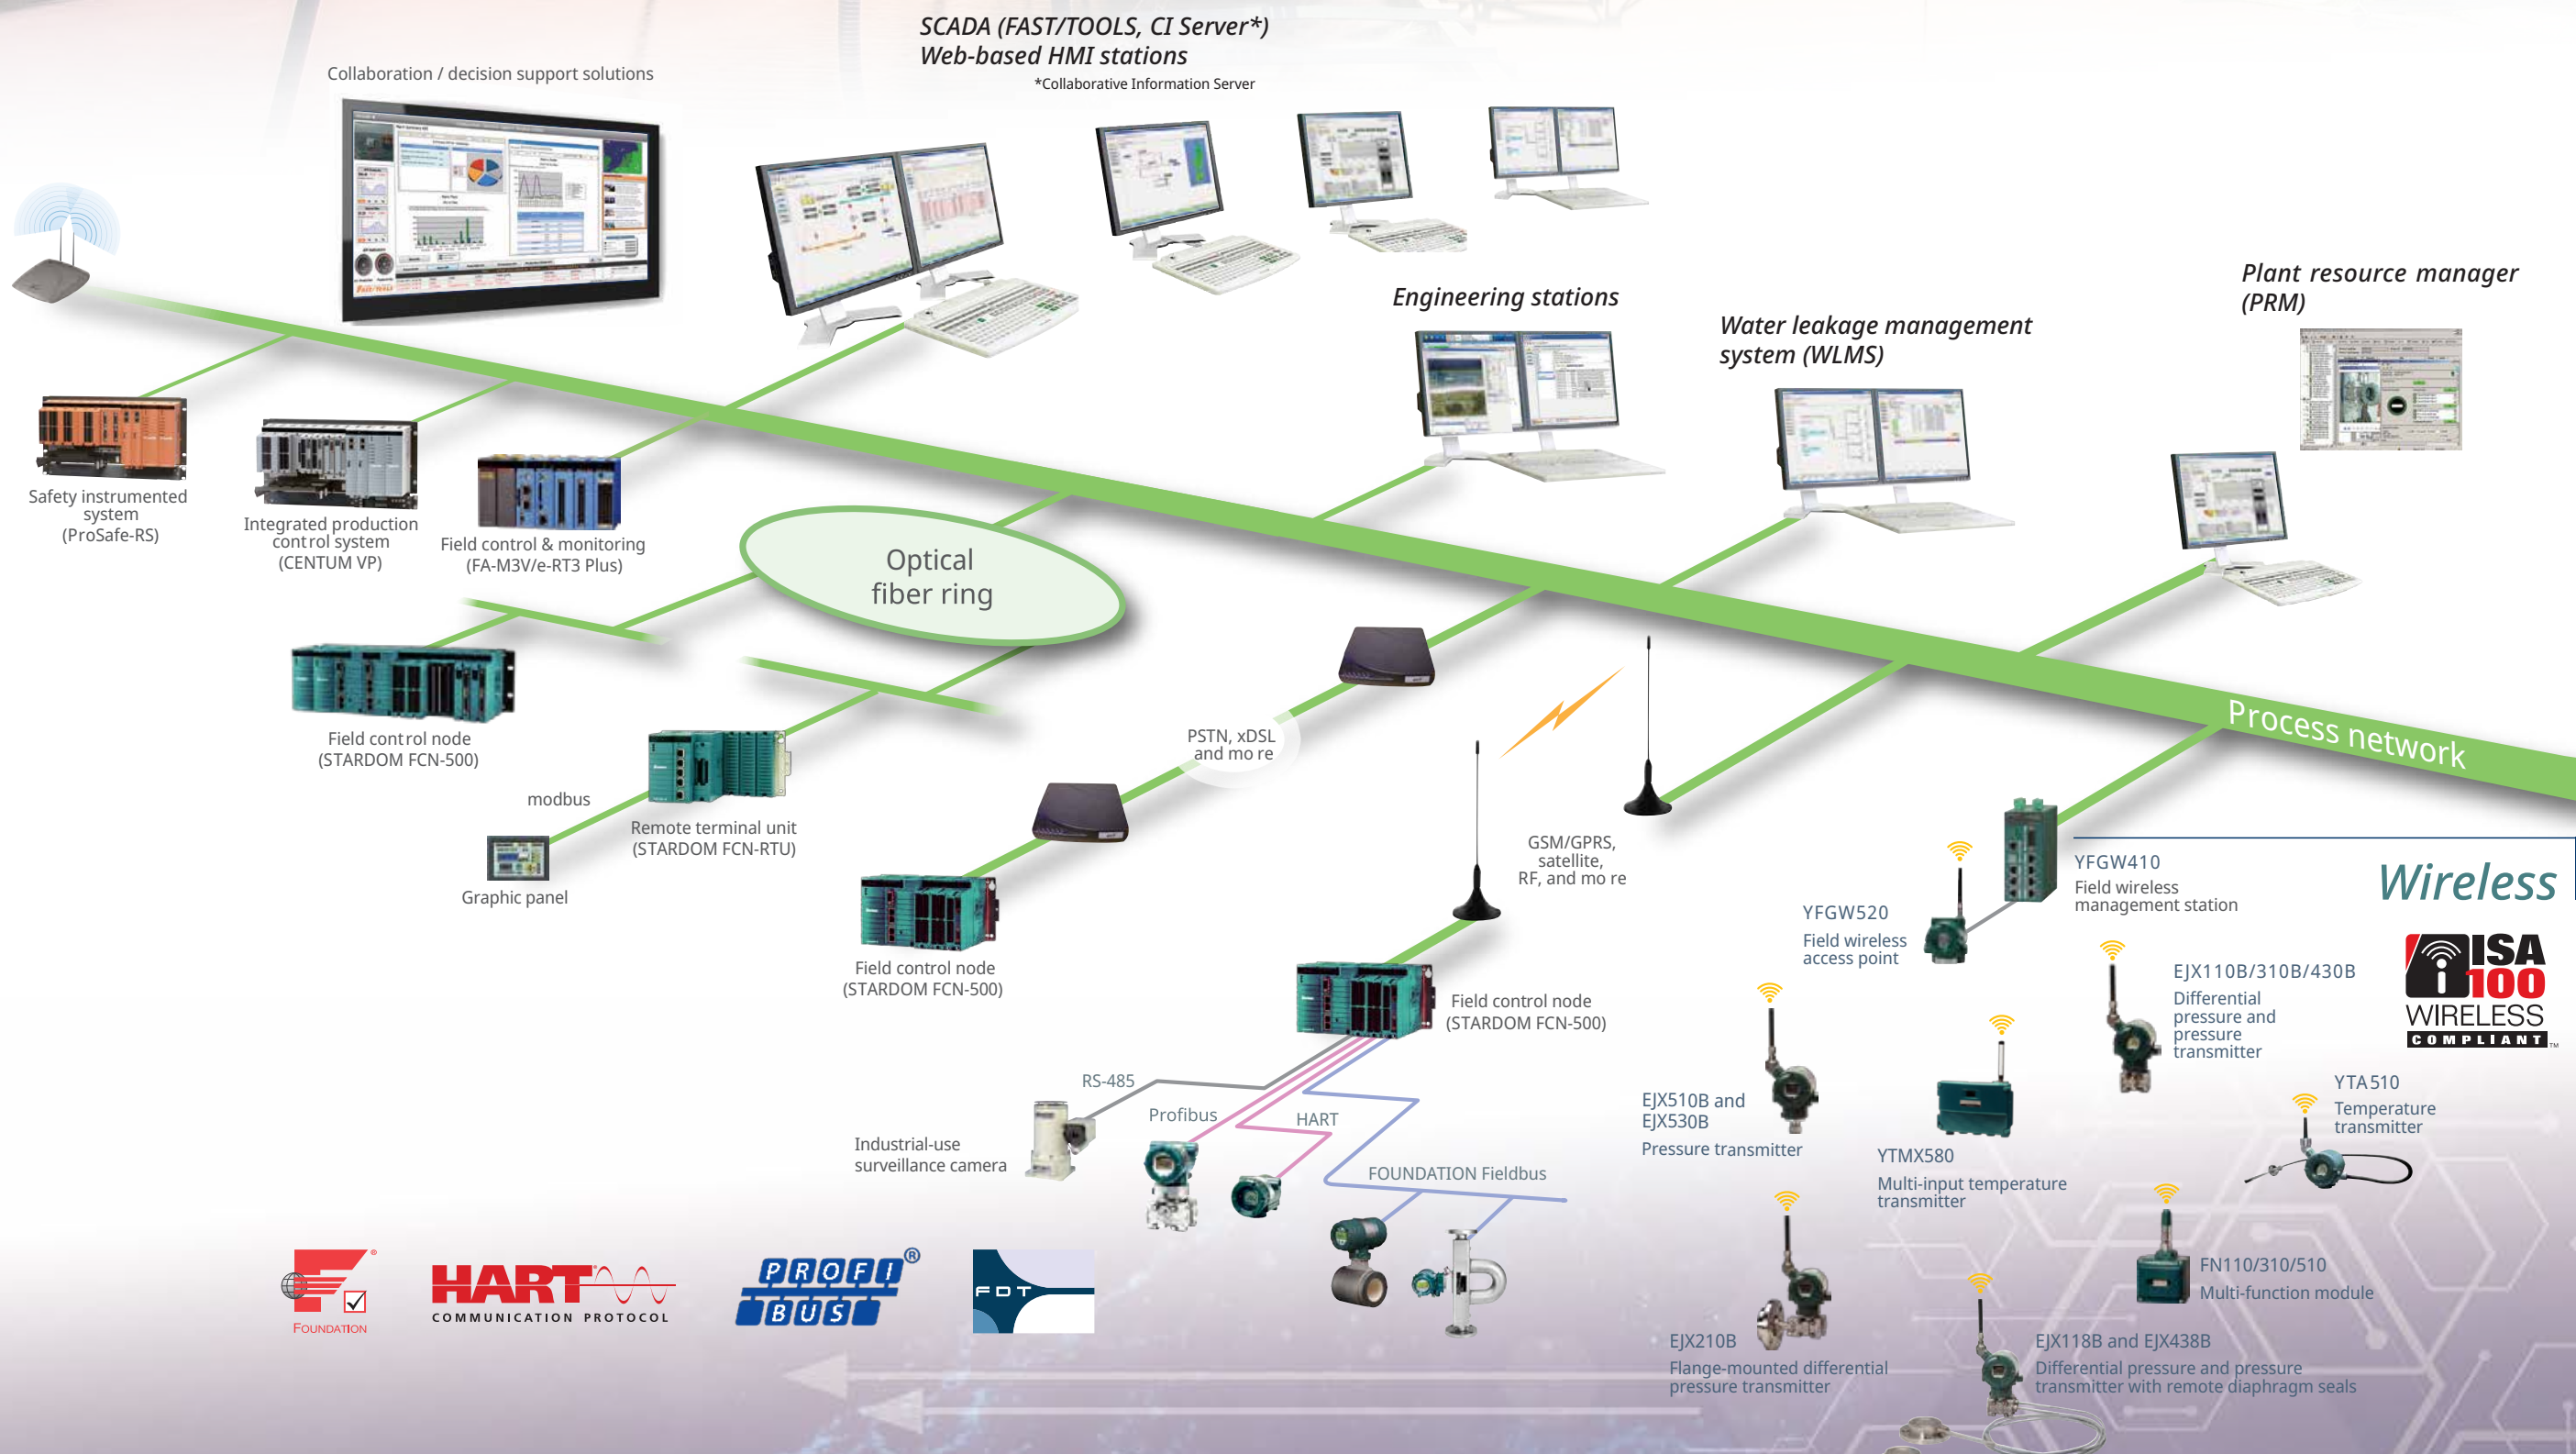 SCADA (FAST/TOOLS, CI Server*)
Web-based HMI stations
*Collaborative Information Server
Collaboration / decision support solutions
Engineering stations
Water leakage management
system (WLMS)
Plant resource manager
(PRM)
Safety instrumented
system
(ProSafe-RS)
Integrated production
control system
(CENTUM VP)
Field control & monitoring
(FA-M3V/e-RT3 Plus)
Optical
fiber ring
Field control node
(STARDOM FCN-500)
modbus
Remote terminal unit
(STARDOM FCN-RTU)
Graphic panel
PSTN, xDSL
and mo re
Process network
Field control node
(STARDOM FCN-500)
GSM/GPRS,
satellite,
RF, and mo re
Field control node
(STARDOM FCN-500)
YFGW410
Field wireless
management station
Wireless
YFGW520
Field wireless
access point
EJX110B/310B/430B
Differential
pressure and
pressure
transmitter
ISA
100
WIRELESS
COMPLIANT TM
RS-485
Profibus
HART
Industrial-use
surveillance camera
FOUNDATION Fieldbus
EJX510B and
EJX530B
Pressure transmitter
YTMX580
Multi-input temperature
transmitter
YTA510
Temperature
transmitter
FN110/310/510
Multi-function module
EJX210B
Flange-mounted differential
pressure transmitter
EJX118B and EJX438B
Differential pressure and pressure
transmitter with remote diaphragm seals
®
FOUNDATION
HART
COMMUNICATION PROTOCOL
PROFI ®
BUS
FDT